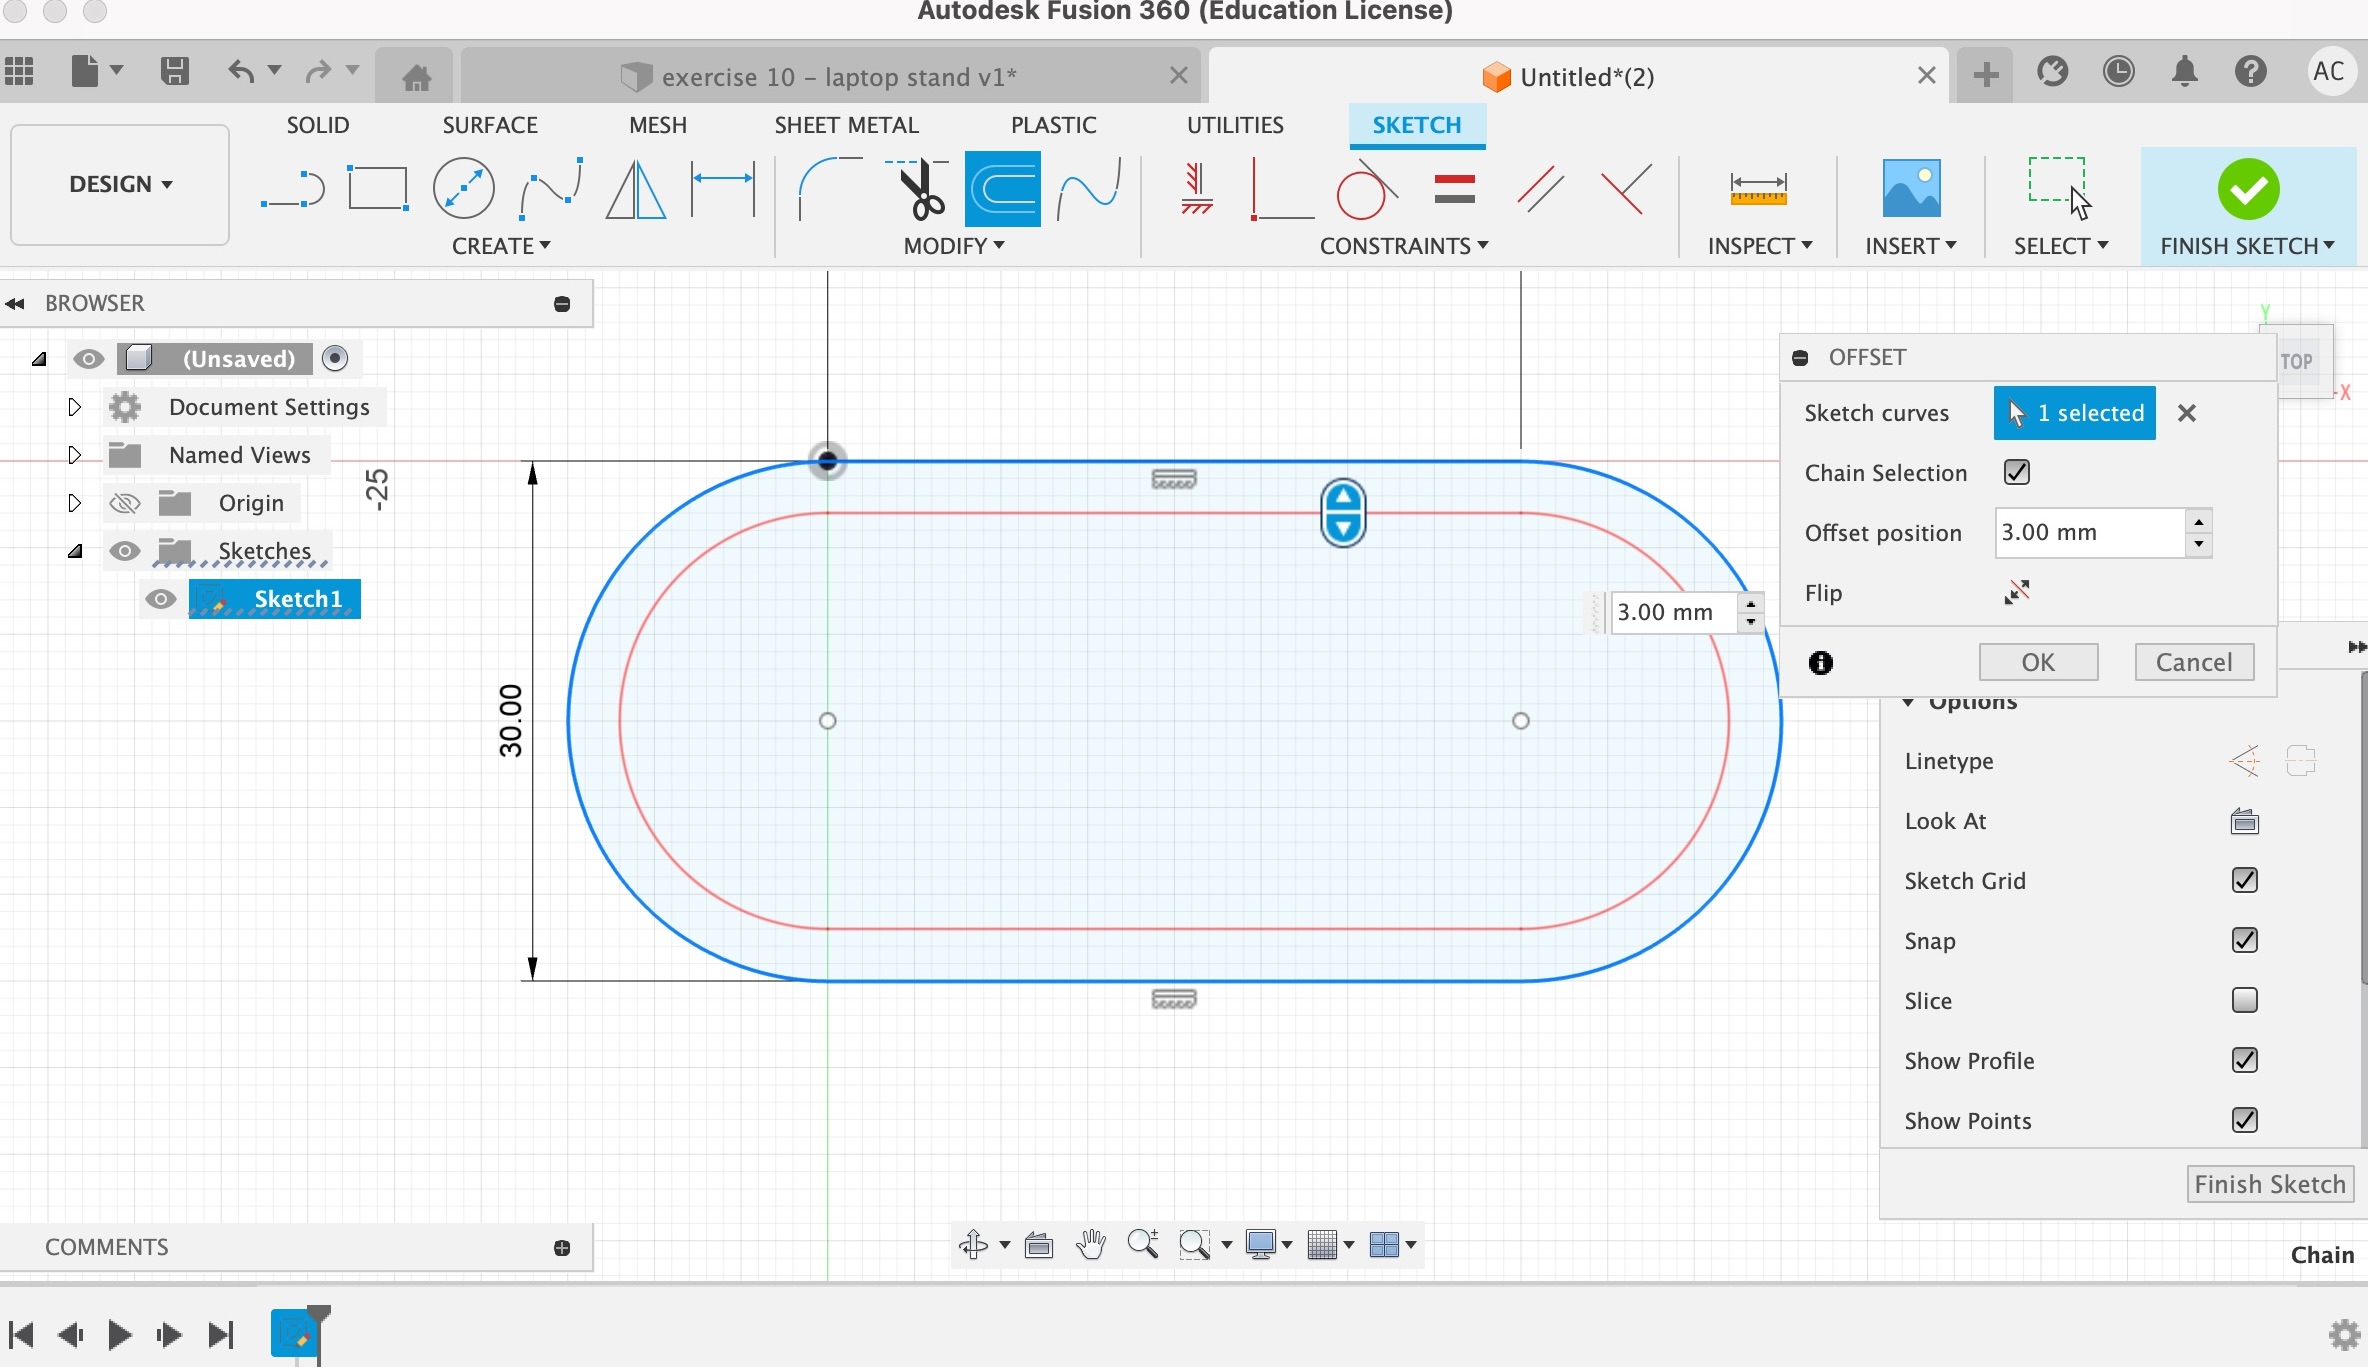 Autodesk Fusion 360 (Education License)
exercise 10 – laptop stand v1*
Untitled*(2)
AC
SOLID
SURFACE
MESH
SHEET METAL
PLASTIC
UTILITIES
SKETCH
DESIGN
CREATE
MODIFY
CONSTRAINTS
INSPECT
INSERT
SELECT
FINISH SKETCH
BROWSER
(Unsaved)
Document Settings
Named Views
Origin
Sketches
Sketch1
-25
30.00
3.00 mm
Y
TOP
X
OFFSET
Sketch curves
1 selected
Chain Selection
Offset position
3.00 mm
Flip
OK
Cancel
Options
Linetype
Look At
Sketch Grid
Snap
Slice
Show Profile
Show Points
Finish Sketch
COMMENTS
Chain